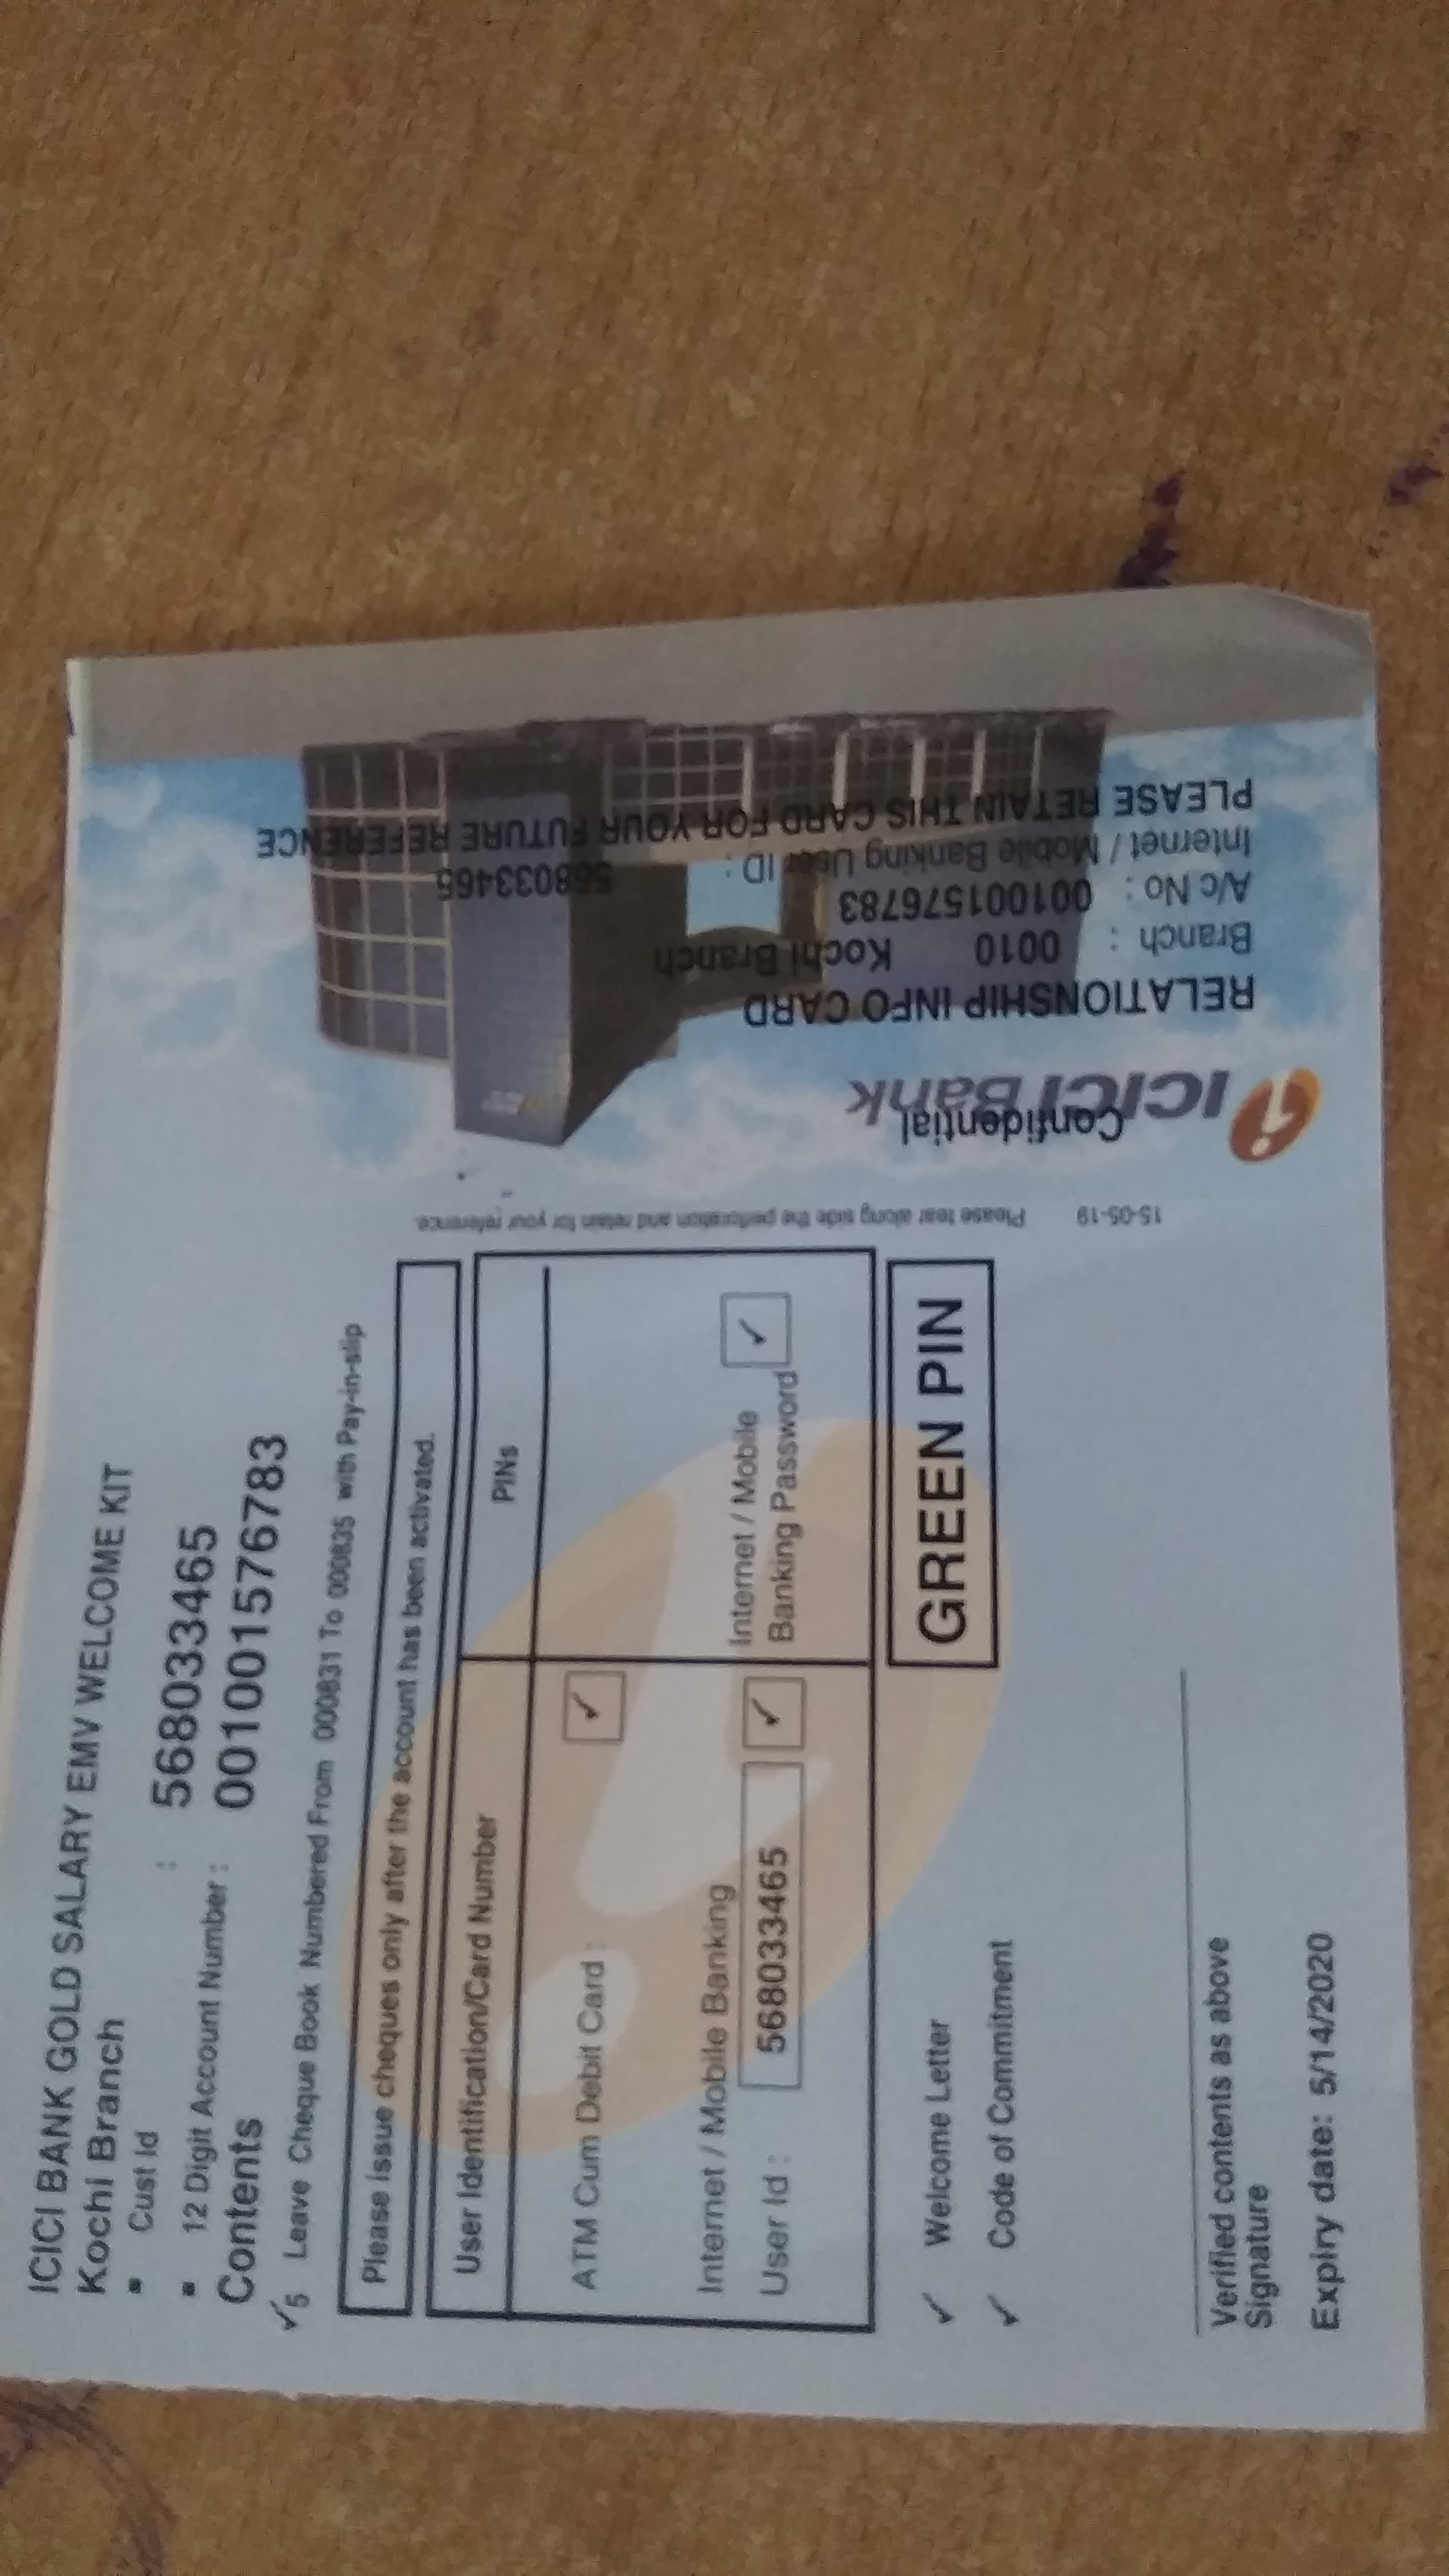 ICICI BANK GOLD SALARY EMV WELCOME KIT
Kochi Branch
▪ Cust Id : 568033465
▪ 12 Digit Account Number : 001001576783
Contents
✓5 Leave Cheque Book Numbered From 000831 To 000835 with Pay-in-slip
Please issue cheques only after the account has been activated.
User Identification/Card Number PINs
ATM Cum Debit Card : ✓
Internet / Mobile Banking Internet / Mobile
User Id : 568033465 ✓ Banking Password ✓
GREEN PIN
✓ Welcome Letter
✓ Code of Commitment
Verified contents as above
Signature
Expiry date: 5/14/2020
15-05-19 Please tear along side the perforation and retain for your reference.
ICICI Bank
Confidential
RELATIONSHIP INFO CARD
Branch : 0010 Kochi Branch
A/c No : 001001576783
Internet / Mobile Banking User ID : 568033465
PLEASE RETAIN THIS CARD FOR YOUR FUTURE REFERENCE